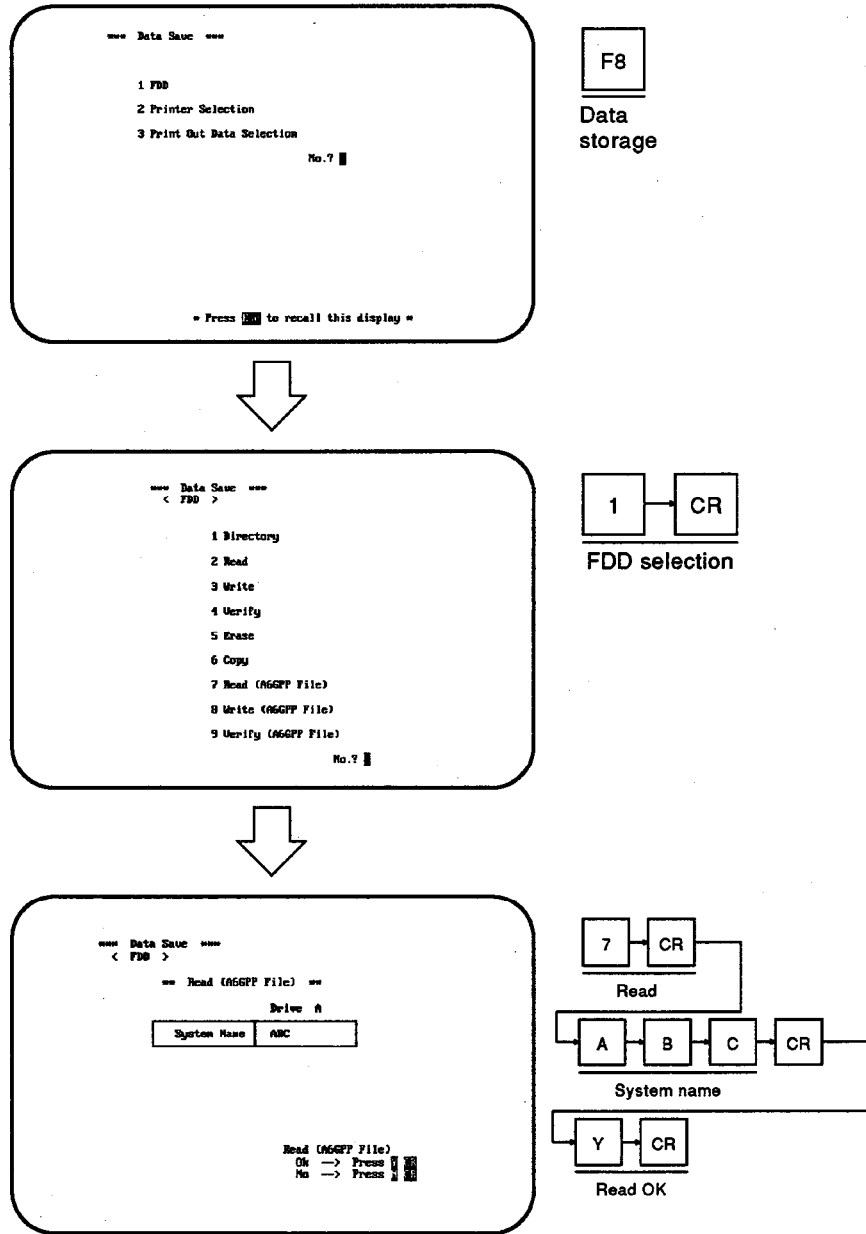 *** Data Save ***
1 FDD
2 Printer Selection
3 Print Out Data Selection
No.?
* Press to recall this display *
F8
Data
storage
*** Data Save ***
< FDD >
1 Directory
2 Read
3 Write
4 Verify
5 Erase
6 Copy
7 Read (A6GPP File)
8 Write (A6GPP File)
9 Verify (A6GPP File)
No.?
1 CR
FDD selection
*** Data Save ***
< FDD >
** Read (A6GPP File) **
Drive A
System Name ABC
Read (A6GPP File)
Ok --> Press
No --> Press
7 CR
Read
A B C CR
System name
Y CR
Read OK